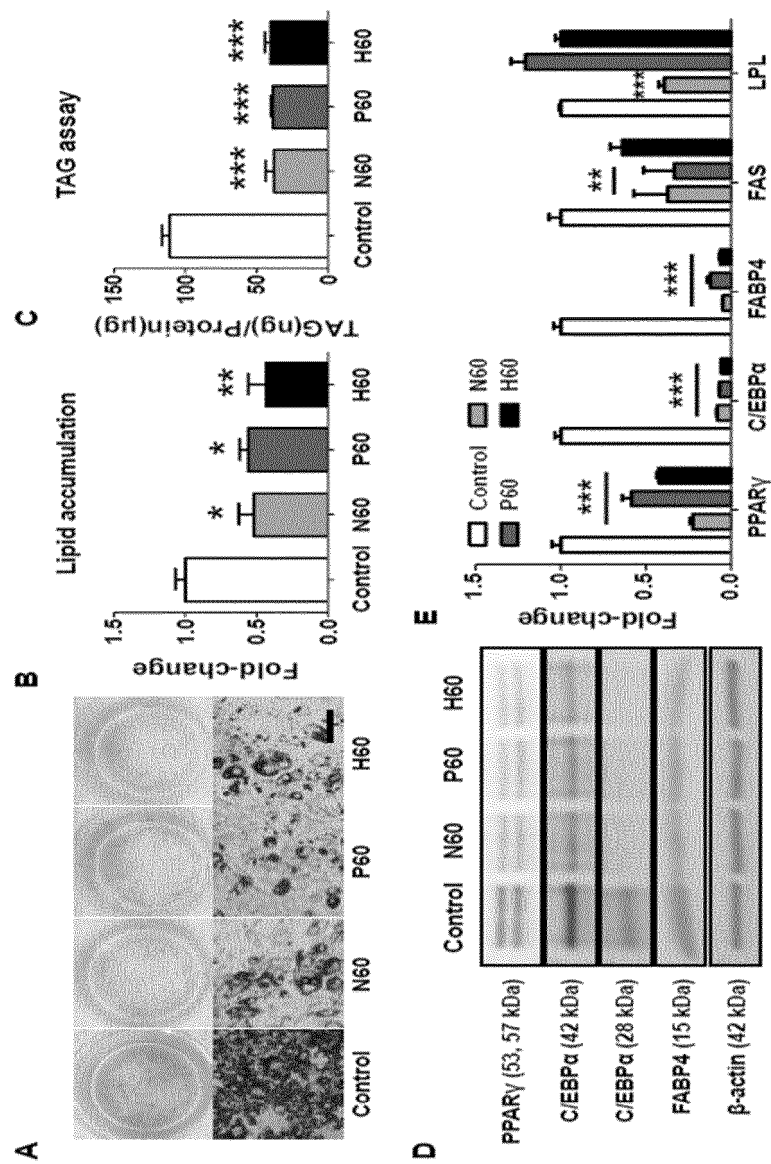 A
Control N60 P60 H60
B
Lipid accumulation
Fold-change
1.5
1.0
0.5
0.0
* * **
Control N60 P60 H60
C
TAG assay
TAG(ng)/Protein(µg)
150
100
50
0
*** *** ***
Control N60 P60 H60
D
Control N60 P60 H60
PPARγ (53, 57 kDa)
C/EBPα (42 kDa)
C/EBPα (28 kDa)
FABP4 (15 kDa)
β-actin (42 kDa)
E
Fold-change
1.5
1.0
0.5
0.0
Control N60
P60 H60
*** *** *** ** ***
PPARγ C/EBPα FABP4 FAS LPL